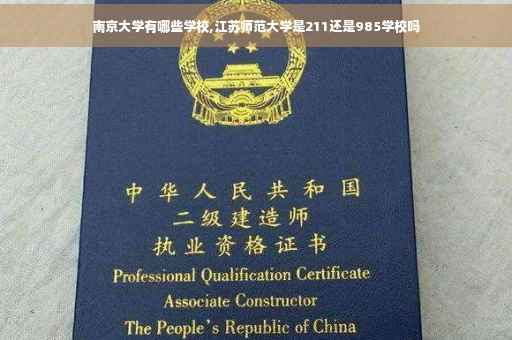 南京大学有哪些学校,江苏师范大学是211还是985学校吗
中华人民共和国
二级建造师
执业资格证书
Professional Qualification Certificate
Associate Constructor
The People's Republic of China